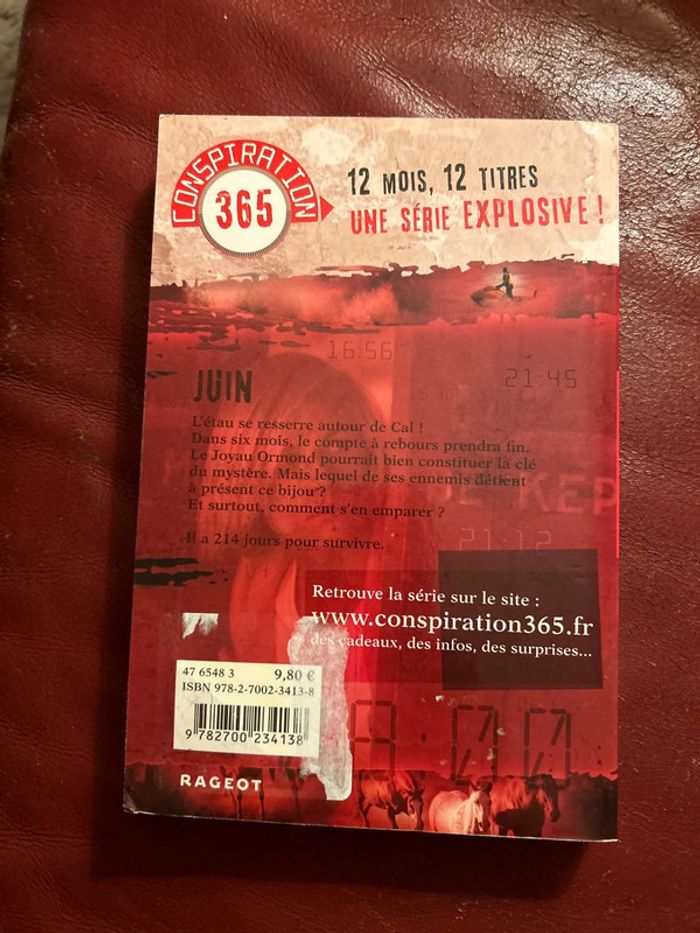 CONSPIRATION
365
12 MOIS, 12 TITRES
UNE SÉRIE EXPLOSIVE !
16:56
21:45
JUIN
L'étau se resserre autour de Cal !
Dans six mois, le compte à rebours prendra fin.
Le Joyau Ormond pourrait bien constituer la clé
du mystère. Mais lequel de ses ennemis détient
à présent ce bijou ?
Et surtout, comment s'en emparer ?
21:12
Il a 214 jours pour survivre.
Retrouve la série sur le site :
www.conspiration365.fr
des cadeaux, des infos, des surprises...
47 6548 3 9,80 €
ISBN 978-2-7002-3413-8
9 782700 234138
RAGEOT